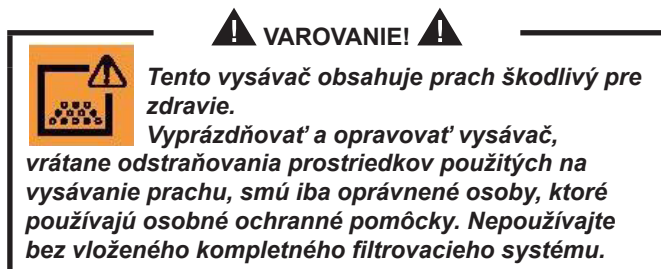 VAROVANIE!
Tento vysávač obsahuje prach škodlivý pre
zdravie.
Vyprázdňovať a opravovať vysávač,
vrátane odstraňovania prostriedkov použitých na
vysávanie prachu, smú iba oprávnené osoby, ktoré
používajú osobné ochranné pomôcky. Nepoužívajte
bez vloženého kompletného filtrovacieho systému.